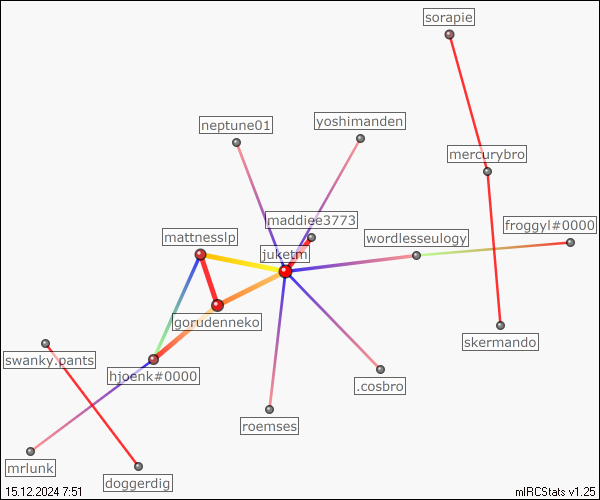 sorapie
neptune01
yoshimanden
mercurybro
maddiee3773
froggyl#0000
mattnesslp
wordlesseulogy
juketm
gorudenneko
skermando
swanky.pants
hjoenk#0000
.cosbro
roemses
mrlunk
doggerdig
15.12.2024 7:51
mIRCStats v1.25